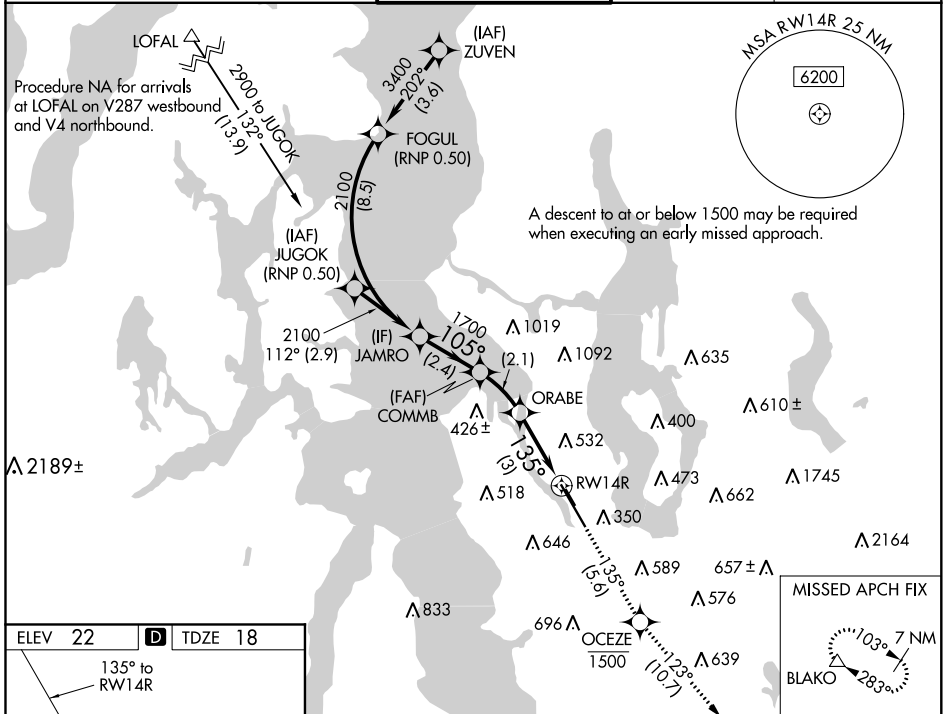 LOFAL
(IAF)
ZUVEN
MSA RW14R 25 NM
6200
Procedure NA for arrivals
at LOFAL on V287 westbound
and V4 northbound.
2900 to JUGOK
132°
(13.9)
3400
202°
(3.6)
FOGUL
(RNP 0.50)
2100
(8.5)
A descent to at or below 1500 may be required
when executing an early missed approach.
(IAF)
JUGOK
(RNP 0.50)
2100
112° (2.9)
(IF)
JAMRO
1700
105°
(2.4)
(2.1)
1019
1092
635
(FAF)
COMMB
ORABE
426±
610±
400
532
135°
(3)
2189±
RW14R
473
1745
518
662
350
646
2164
135°
(5.6)
589
657±
576
833
696
OCEZE
1500
639
123°
(10.7)
MISSED APCH FIX
103°
7 NM
BLAKO
283°
ELEV 22
D
TDZE 18
135° to
RW14R